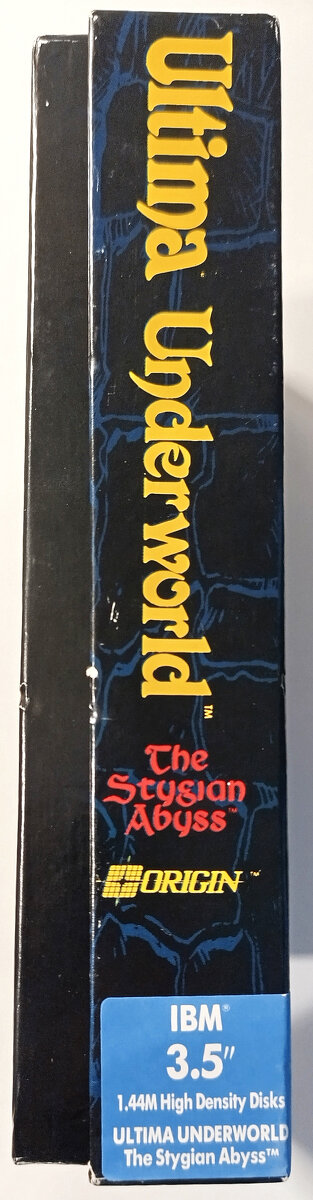 Ultima Underworld™
The
Stygian
Abyss™
ORIGIN™
IBM®
3.5"
1.44M High Density Disks
ULTIMA UNDERWORLD
The Stygian Abyss™